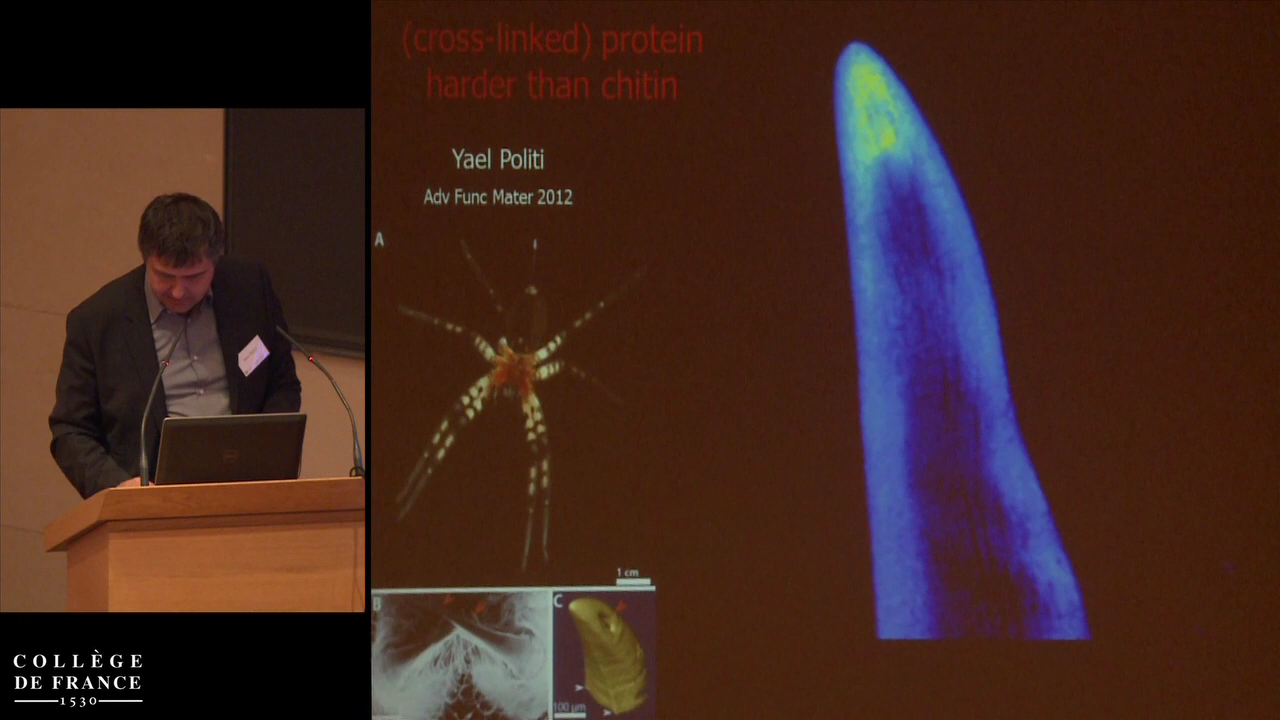 (cross-linked) protein
harder than chitin
Yael Politi
Adv Func Mater 2012
A
1 cm
B
C
100 µm
COLLÈGE
DE FRANCE
1530